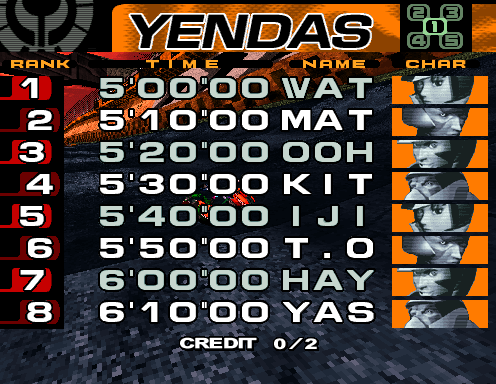 YENDAS
2 3
1
4 5
RANK TIME NAME CHAR
1 5'00"00 WAT
2 5'10"00 MAT
3 5'20"00 OOH
4 5'30"00 KIT
5 5'40"00 IJI
6 5'50"00 T.O
7 6'00"00 HAY
8 6'10"00 YAS
CREDIT 0/2